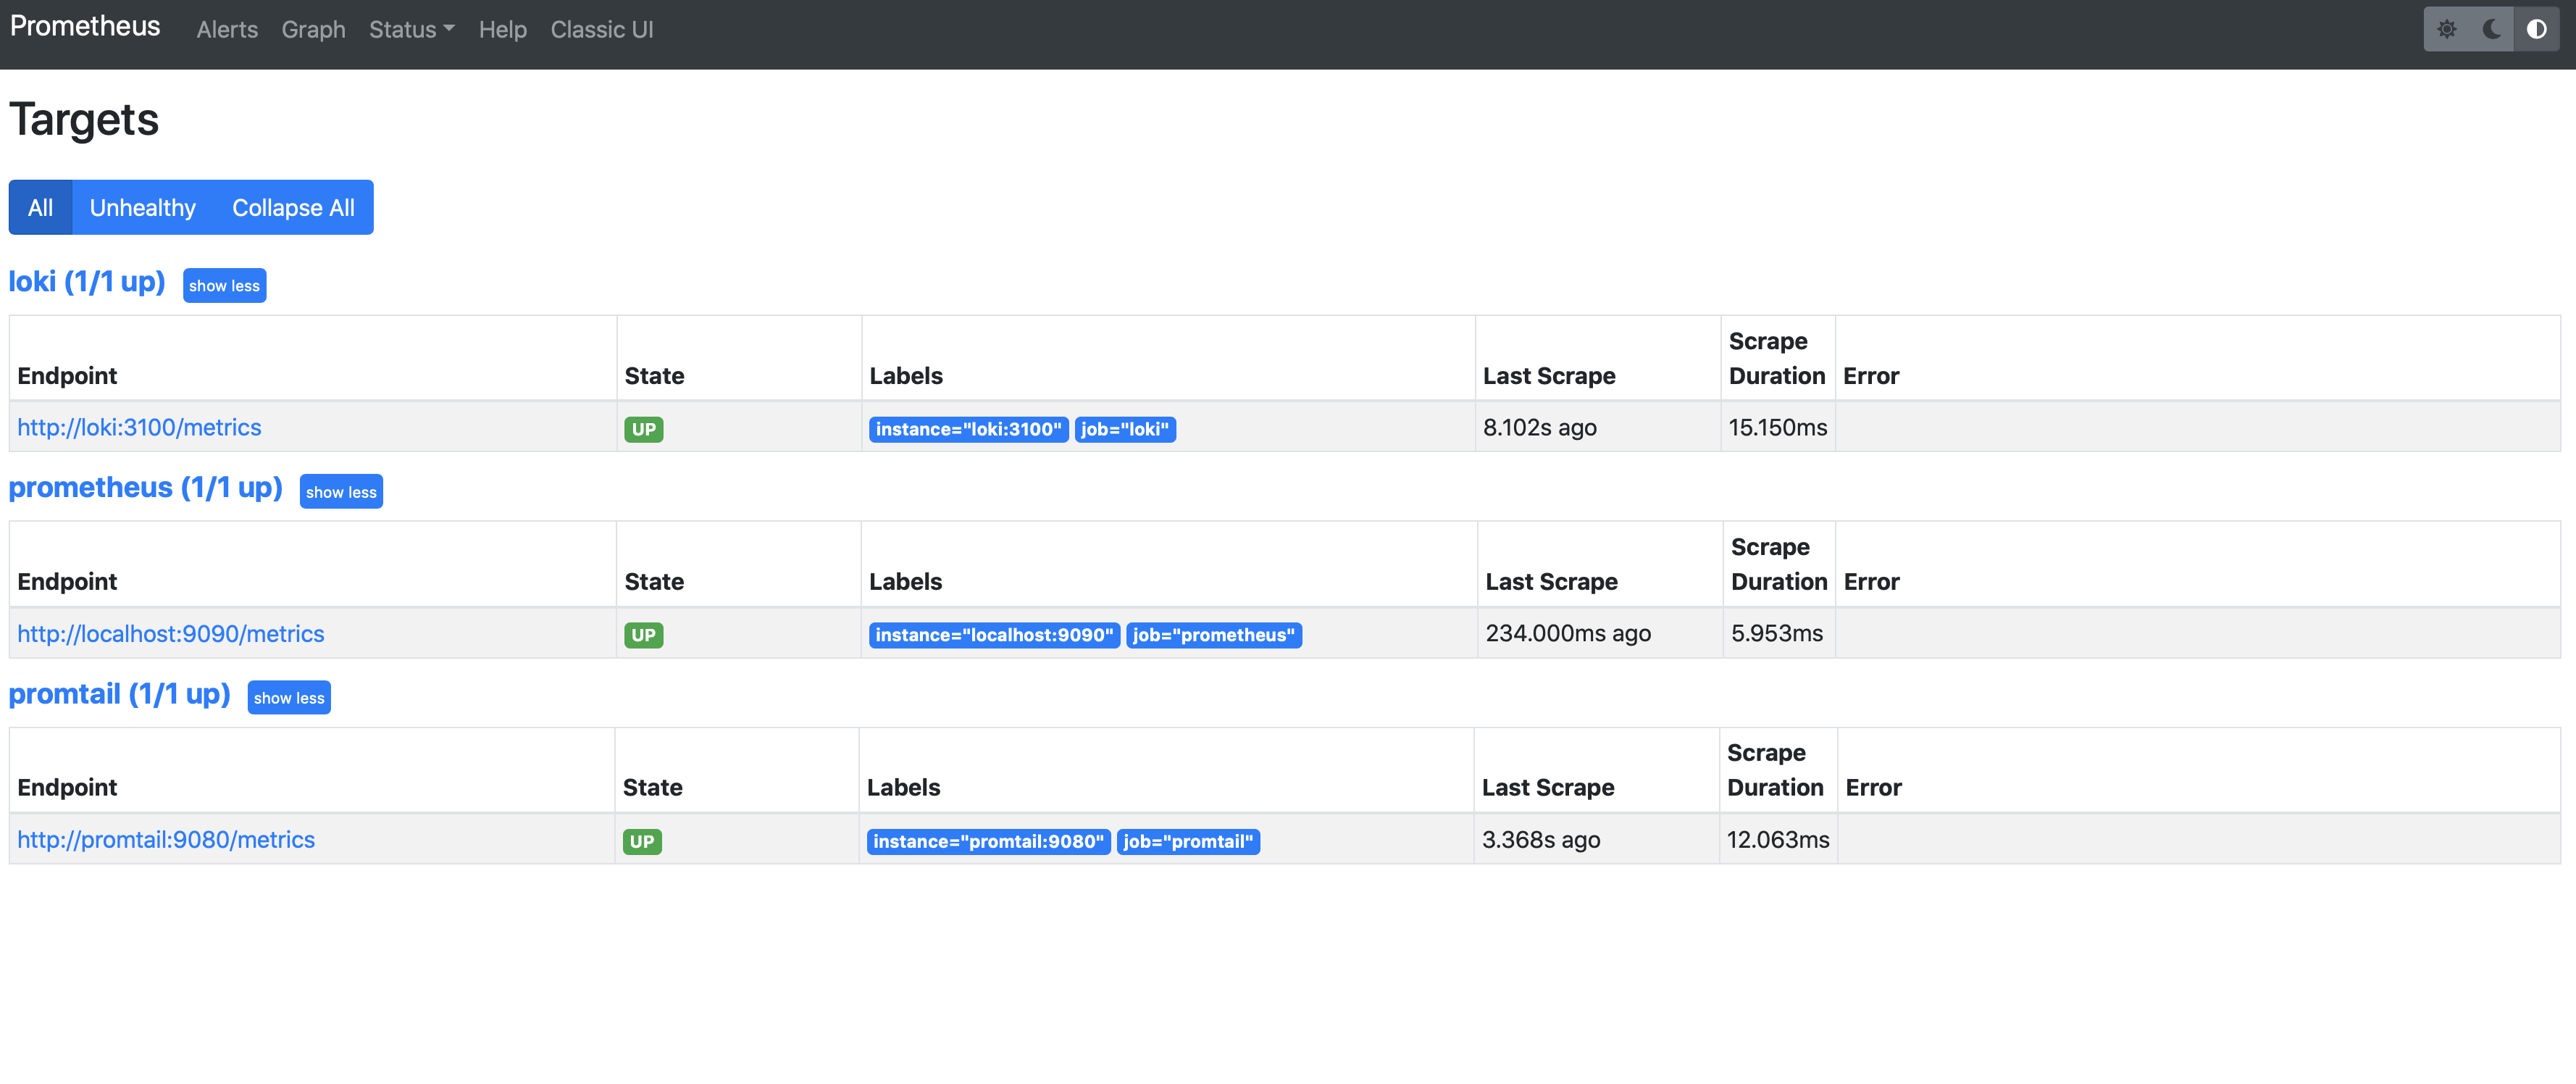 Prometheus Alerts Graph Status Help Classic UI
Targets
All Unhealthy Collapse All
loki (1/1 up) show less
Endpoint State Labels Last Scrape Scrape Duration Error
http://loki:3100/metrics UP instance="loki:3100" job="loki" 8.102s ago 15.150ms
prometheus (1/1 up) show less
Endpoint State Labels Last Scrape Scrape Duration Error
http://localhost:9090/metrics UP instance="localhost:9090" job="prometheus" 234.000ms ago 5.953ms
promtail (1/1 up) show less
Endpoint State Labels Last Scrape Scrape Duration Error
http://promtail:9080/metrics UP instance="promtail:9080" job="promtail" 3.368s ago 12.063ms